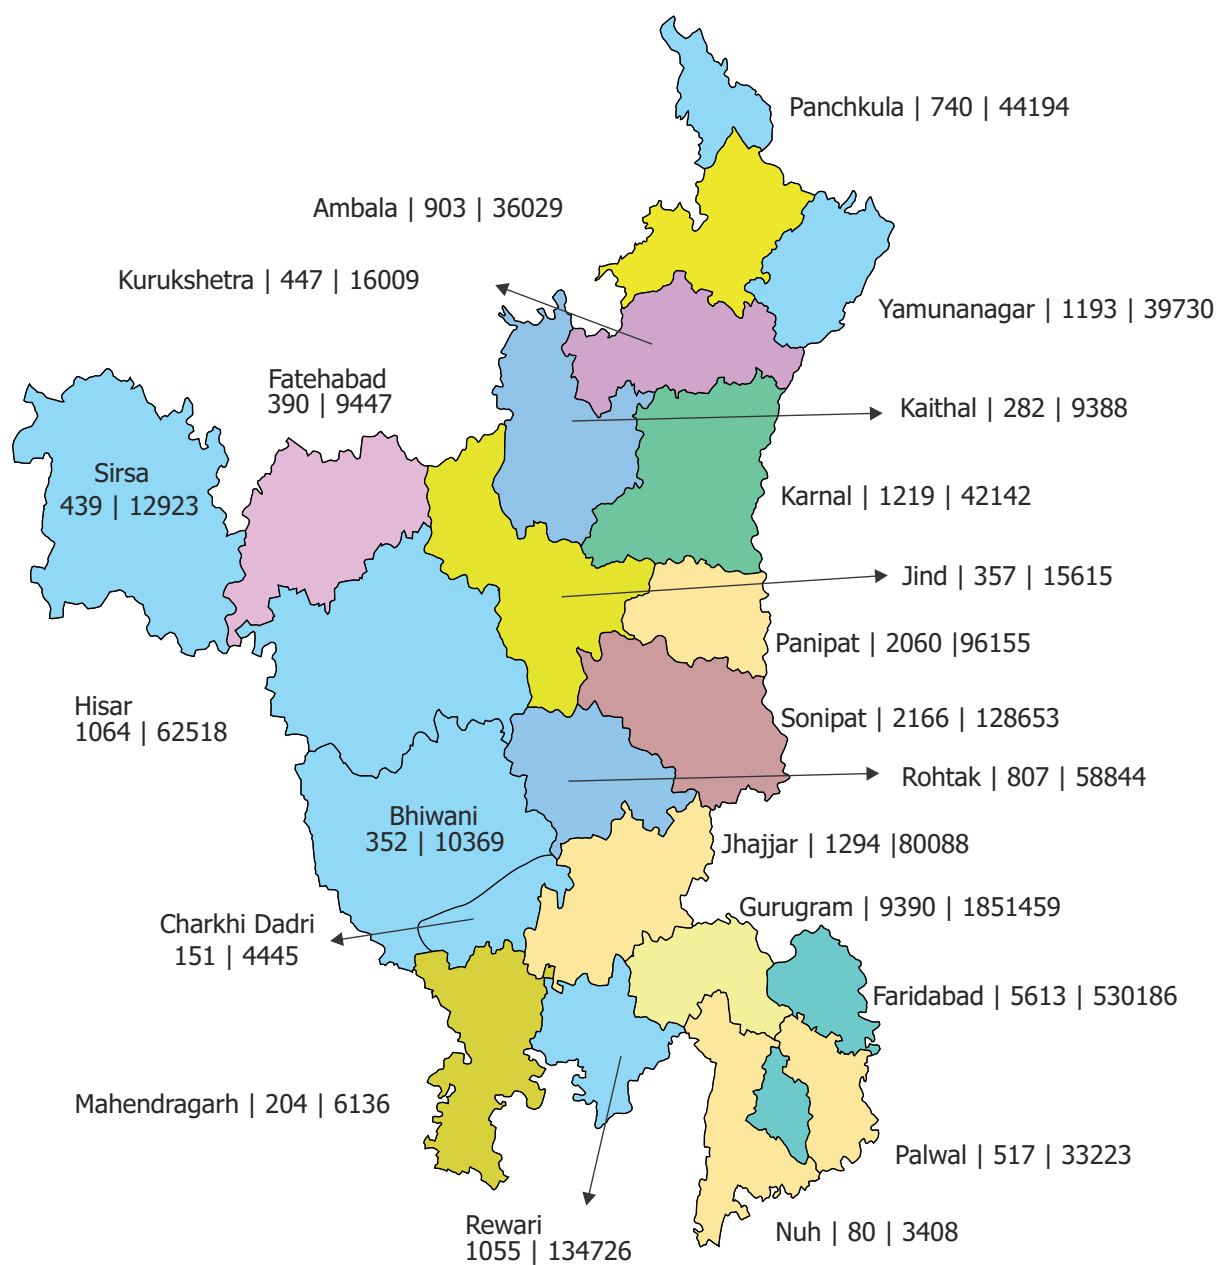 Panchkula | 740 | 44194
Ambala | 903 | 36029
Kurukshetra | 447 | 16009
Yamunanagar | 1193 | 39730
Fatehabad
390 | 9447
Kaithal | 282 | 9388
Sirsa
439 | 12923
Karnal | 1219 | 42142
Jind | 357 | 15615
Panipat | 2060 |96155
Hisar
1064 | 62518
Sonipat | 2166 | 128653
Rohtak | 807 | 58844
Bhiwani
352 | 10369
Jhajjar | 1294 |80088
Gurugram | 9390 | 1851459
Charkhi Dadri
151 | 4445
Faridabad | 5613 | 530186
Mahendragarh | 204 | 6136
Palwal | 517 | 33223
Rewari
1055 | 134726
Nuh | 80 | 3408